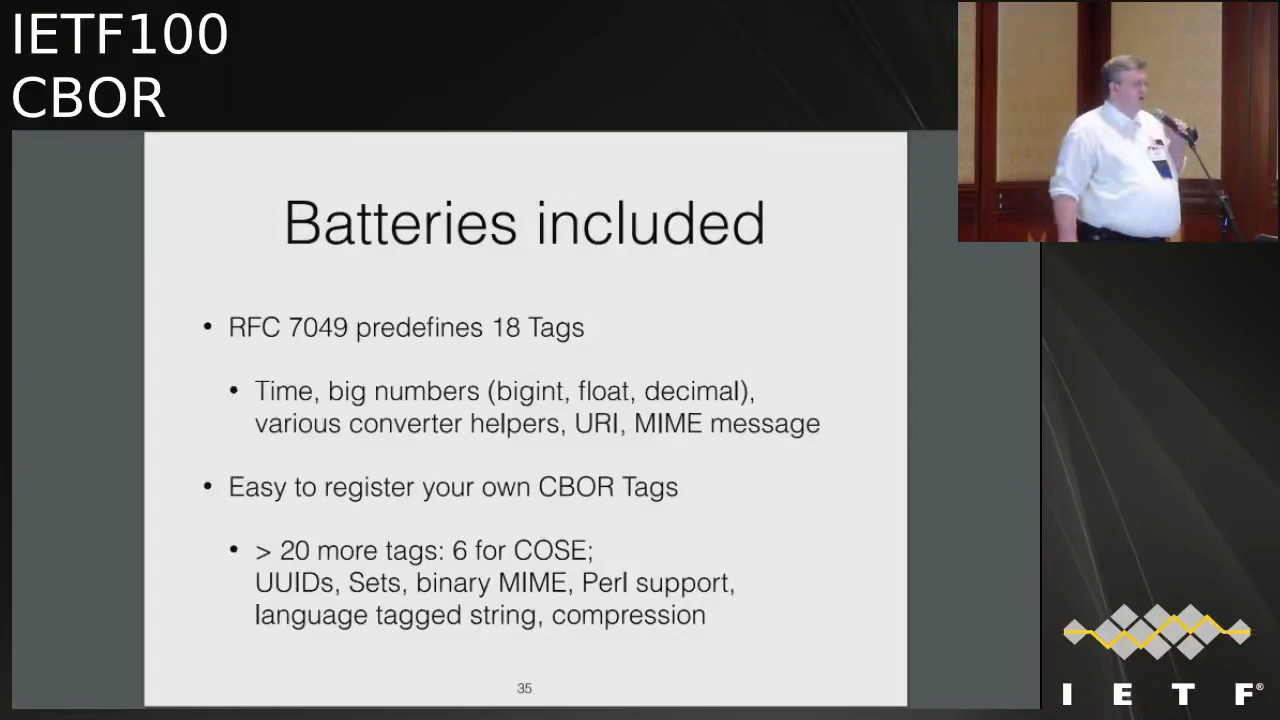 IETF100
CBOR
Batteries included
• RFC 7049 predefines 18 Tags
• Time, big numbers (bigint, float, decimal),
various converter helpers, URI, MIME message
• Easy to register your own CBOR Tags
• > 20 more tags: 6 for COSE;
UUIDs, Sets, binary MIME, Perl support,
language tagged string, compression
35
I E T F®